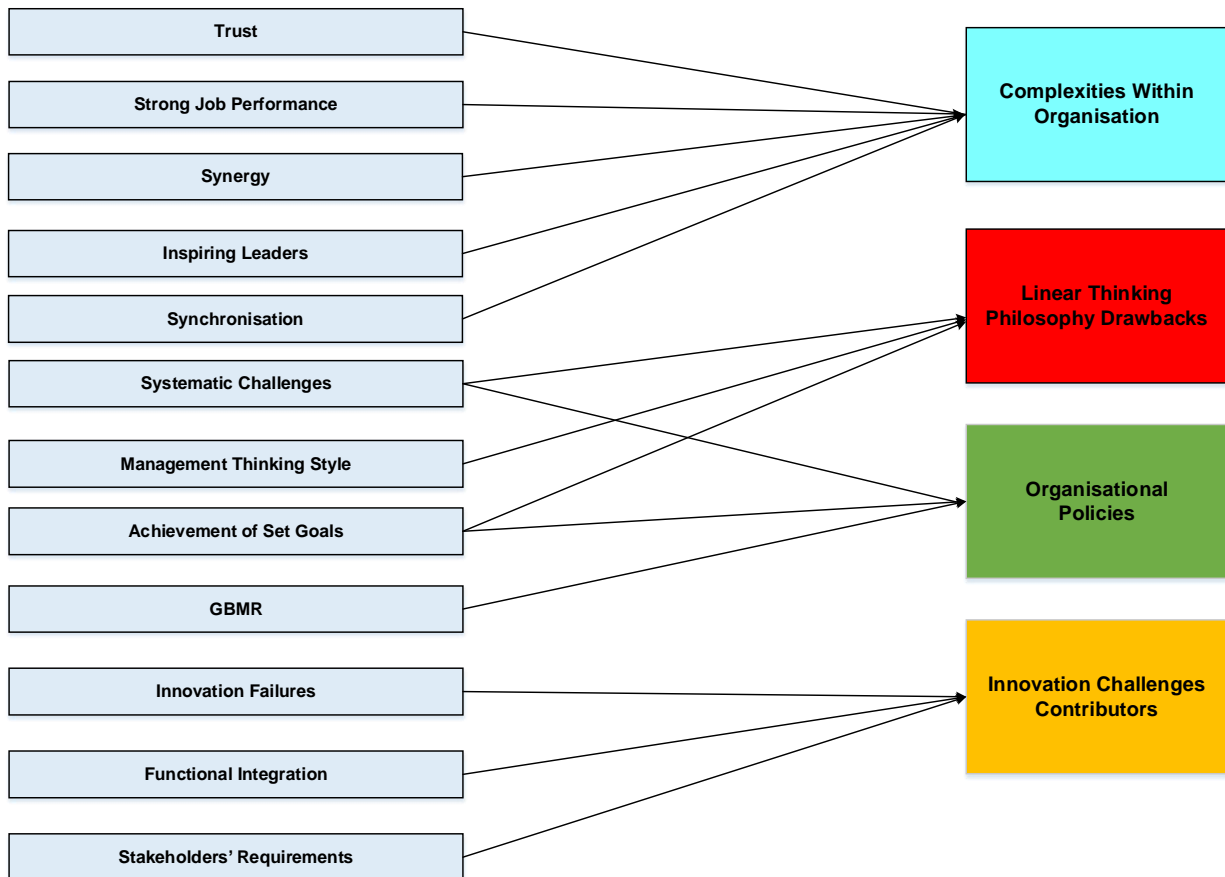 Trust
Strong Job Performance
Synergy
Inspiring Leaders
Synchronisation
Systematic Challenges
Management Thinking Style
Achievement of Set Goals
GBMR
Innovation Failures
Functional Integration
Stakeholders’ Requirements
Complexities Within
Organisation
Linear Thinking
Philosophy Drawbacks
Organisational
Policies
Innovation Challenges
Contributors